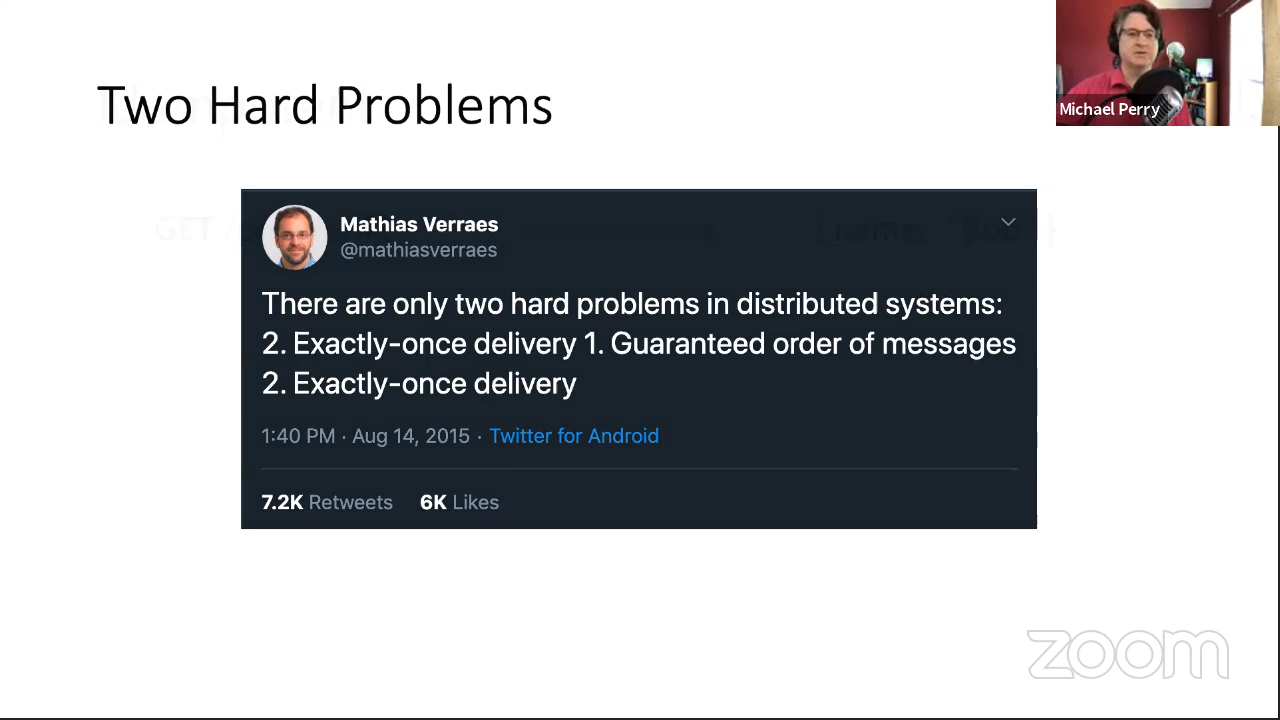 Two Hard Problems
Michael Perry
Mathias Verraes
@mathiasverraes
There are only two hard problems in distributed systems:
2. Exactly-once delivery 1. Guaranteed order of messages
2. Exactly-once delivery
1:40 PM · Aug 14, 2015 · Twitter for Android
7.2K Retweets 6K Likes
GET
zoom